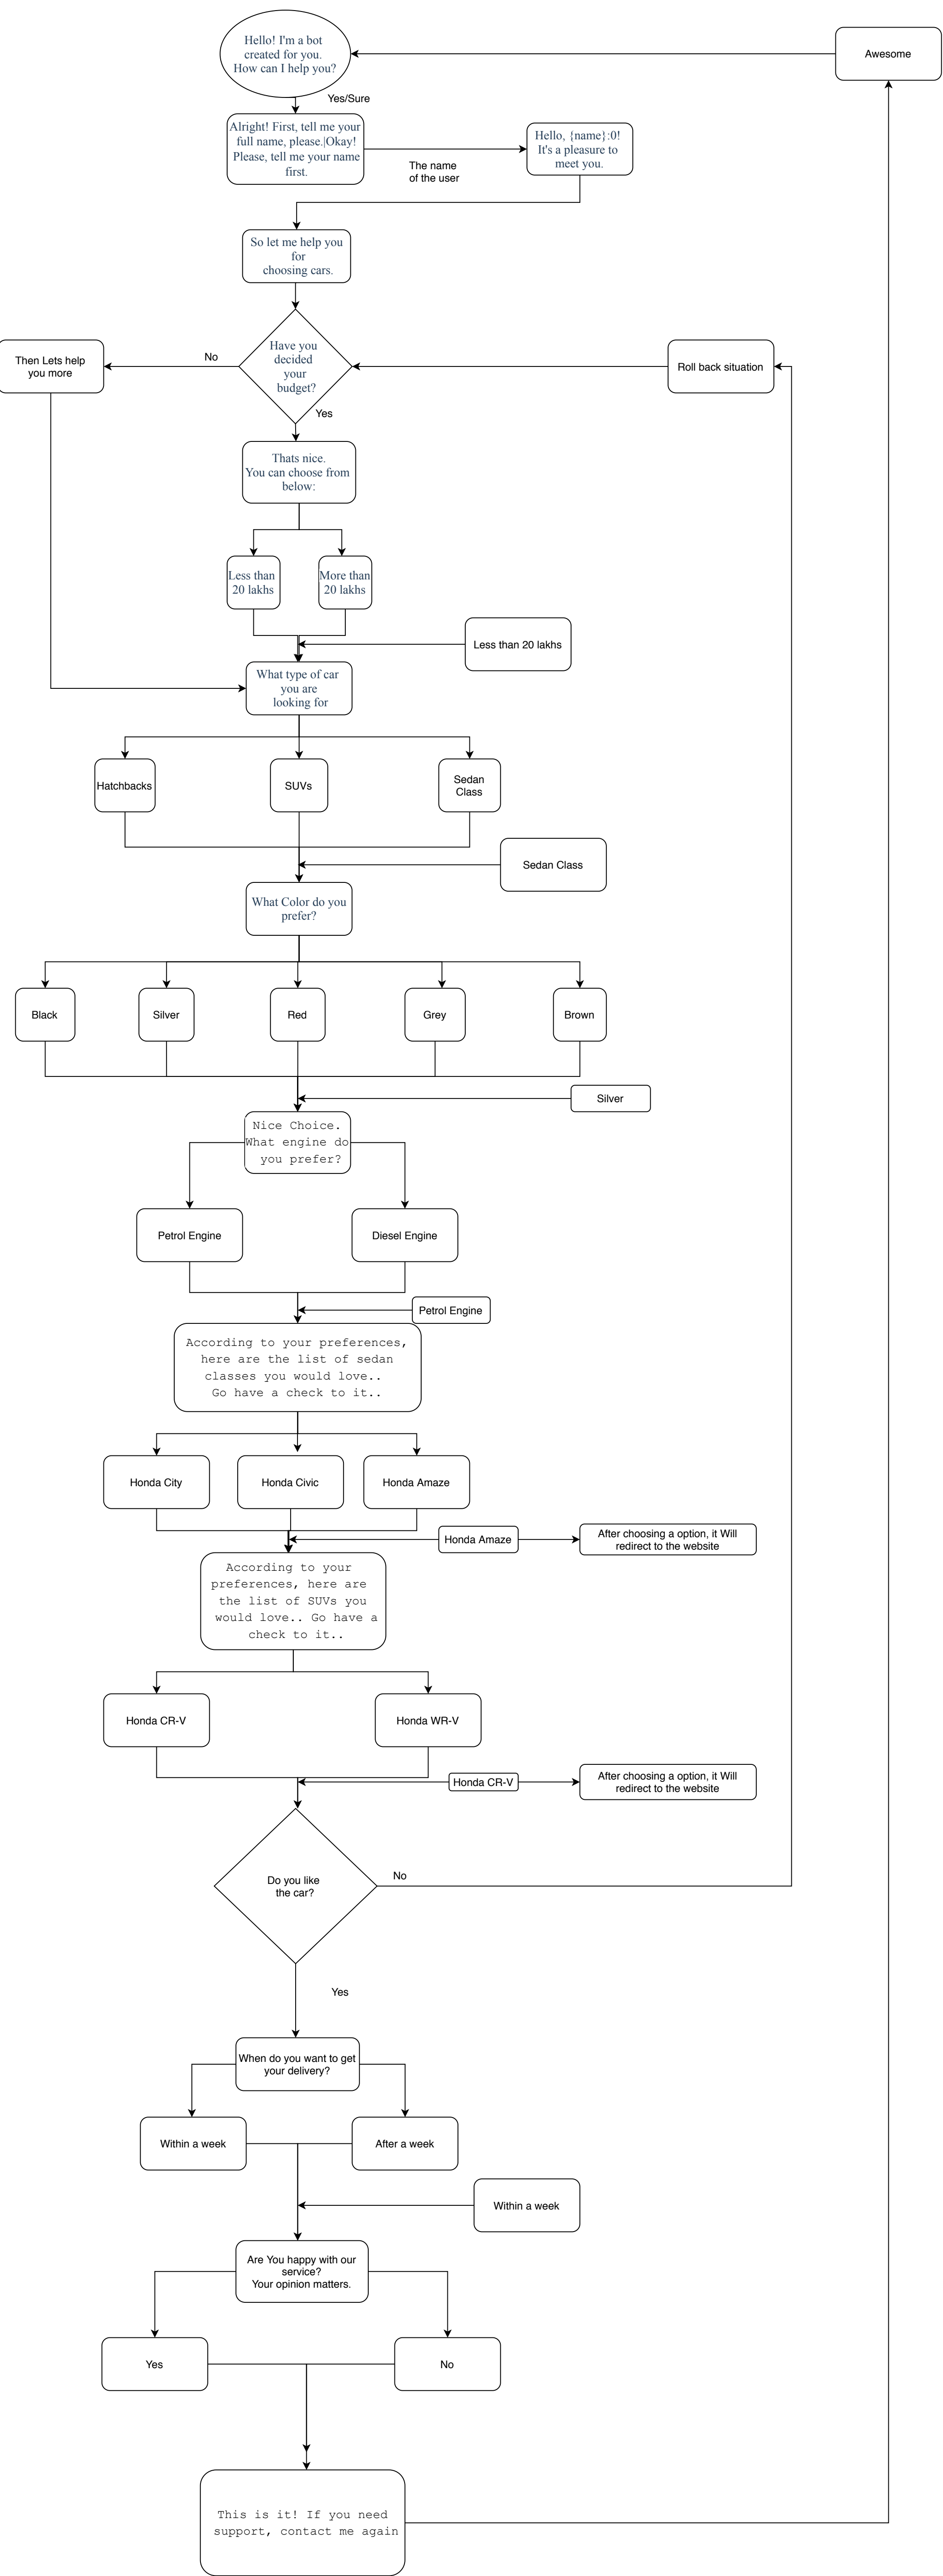 Hello! I'm a bot
created for you.
How can I help you?
Awesome
Yes/Sure
Alright! First, tell me your
full name, please.|Okay!
Please, tell me your name
first.
The name
of the user
Hello, {name}:0!
It's a pleasure to
meet you.
So let me help you
for
choosing cars.
Have you
decided
your
budget?
No
Then Lets help
you more
Roll back situation
Yes
Thats nice.
You can choose from
below:
Less than
20 lakhs
More than
20 lakhs
Less than 20 lakhs
What type of car
you are
looking for
Hatchbacks
SUVs
Sedan
Class
Sedan Class
What Color do you
prefer?
Black
Silver
Red
Grey
Brown
Silver
Nice Choice.
What engine do
you prefer?
Petrol Engine
Diesel Engine
Petrol Engine
According to your preferences,
here are the list of sedan
classes you would love..
Go have a check to it..
Honda City
Honda Civic
Honda Amaze
Honda Amaze
After choosing a option, it Will
redirect to the website
According to your
preferences, here are
the list of SUVs you
would love.. Go have a
check to it..
Honda CR-V
Honda WR-V
Honda CR-V
After choosing a option, it Will
redirect to the website
Do you like
the car?
No
Yes
When do you want to get
your delivery?
Within a week
After a week
Within a week
Are You happy with our
service?
Your opinion matters.
Yes
No
This is it! If you need
support, contact me again